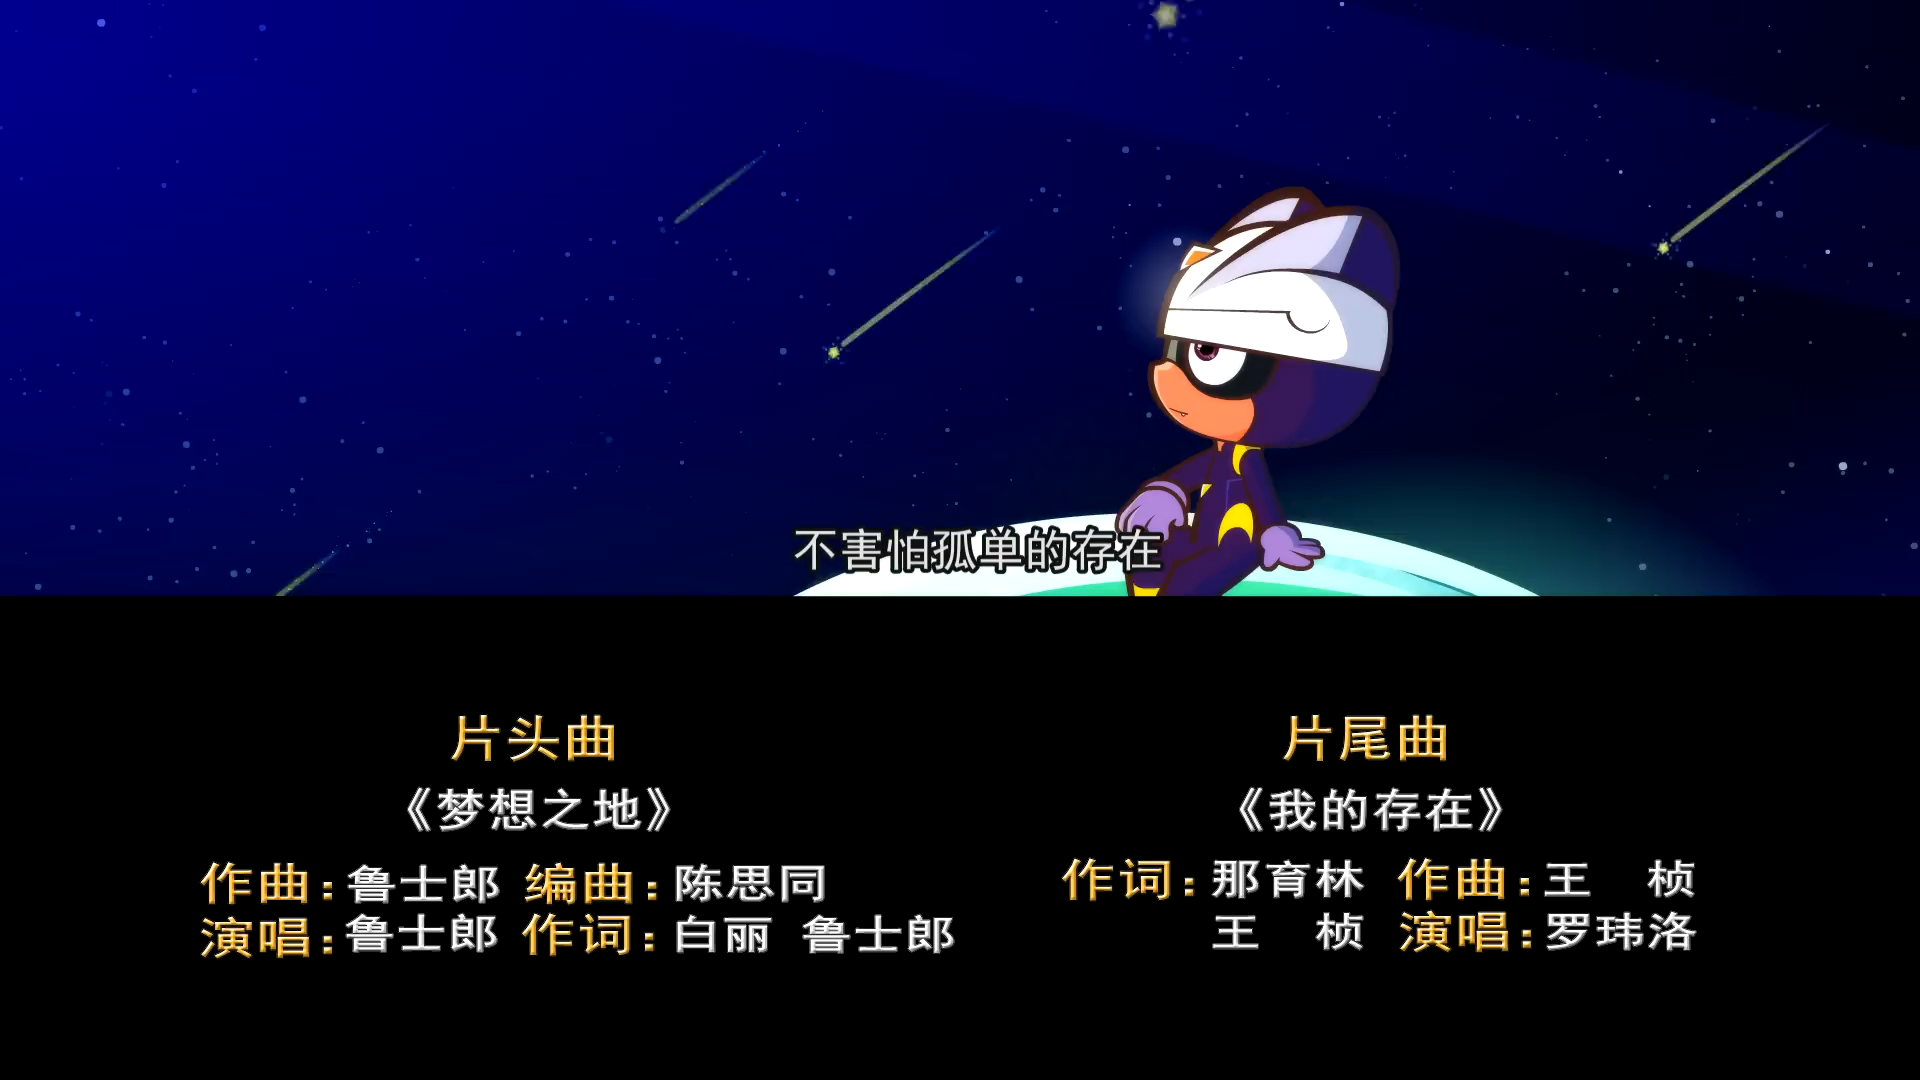 不害怕孤单的存在
片头曲
《梦想之地》
作曲:鲁士郎 编曲:陈思同
演唱:鲁士郎 作词:白丽 鲁士郎
片尾曲
《我的存在》
作词:那育林 作曲:王 桢
王 桢 演唱:罗玮洛